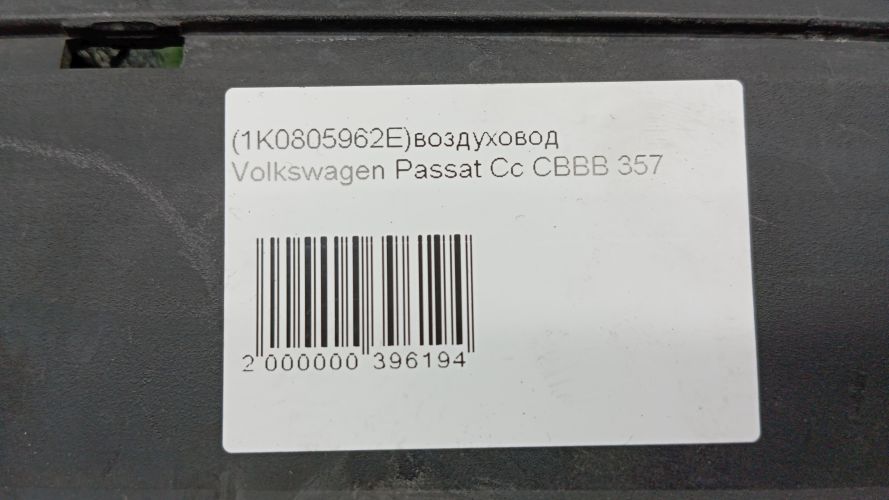 (1K0805962E)воздуховод
Volkswagen Passat Cc CBBB 357
2 000000 396194